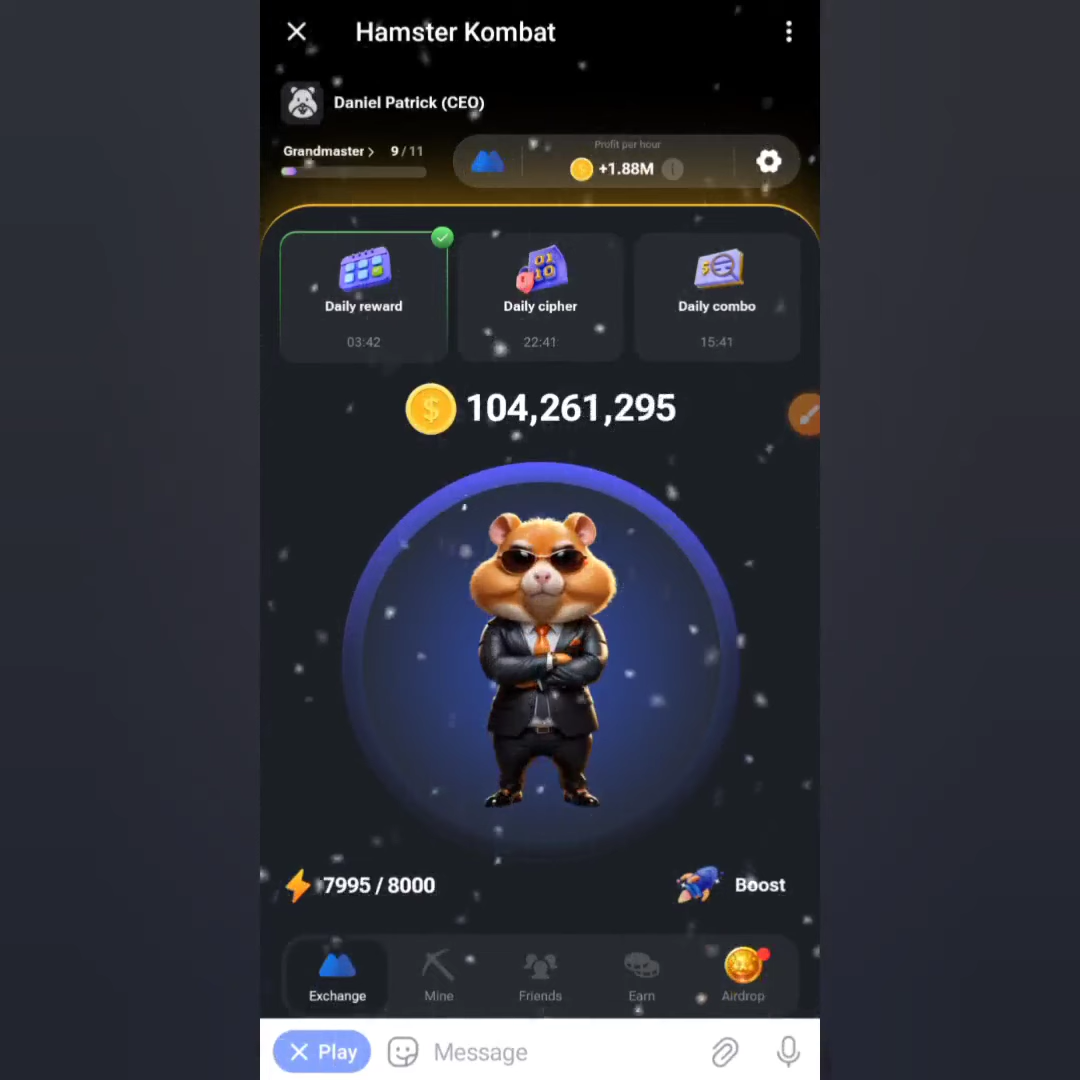 Hamster Kombat
Daniel Patrick (CEO)
Grandmaster > 9 / 11
Profit per hour
+1.88M i
Daily reward
03:42
Daily cipher
22:41
Daily combo
15:41
$ 104,261,295
7995 / 8000
Boost
Exchange
Mine
Friends
Earn
Airdrop
Play
Message